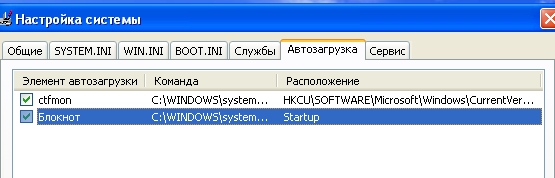 Настройка системы
Общие SYSTEM.INI WIN.INI BOOT.INI Службы Автозагрузка Сервис
Элемент автозагрузки Команда Расположение
ctfmon C:\WINDOWS\system... HKCU\SOFTWARE\Microsoft\Windows\CurrentVer...
Блокнот C:\WINDOWS\system... Startup